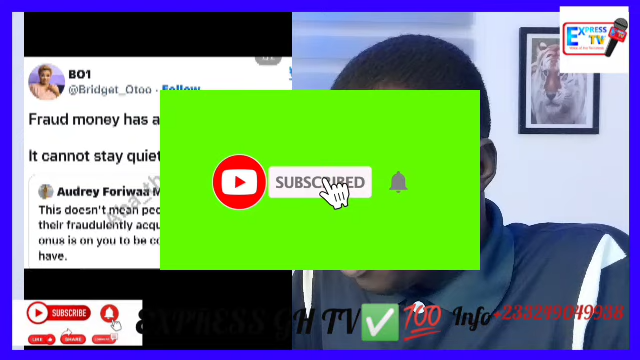 EXPRESS
TV
BO1
@Bridget_Otoo · Follow
Fraud money has a
It cannot stay quiet
Audrey Foriwaa M
This doesn't mean peo
their fraudulently acqu
onus is on you to be co
have.
SUBSCRIBED
SUBSCRIBE
LIKE
SHARE
EXPRESS GH TV✅💯 Info+233249049938